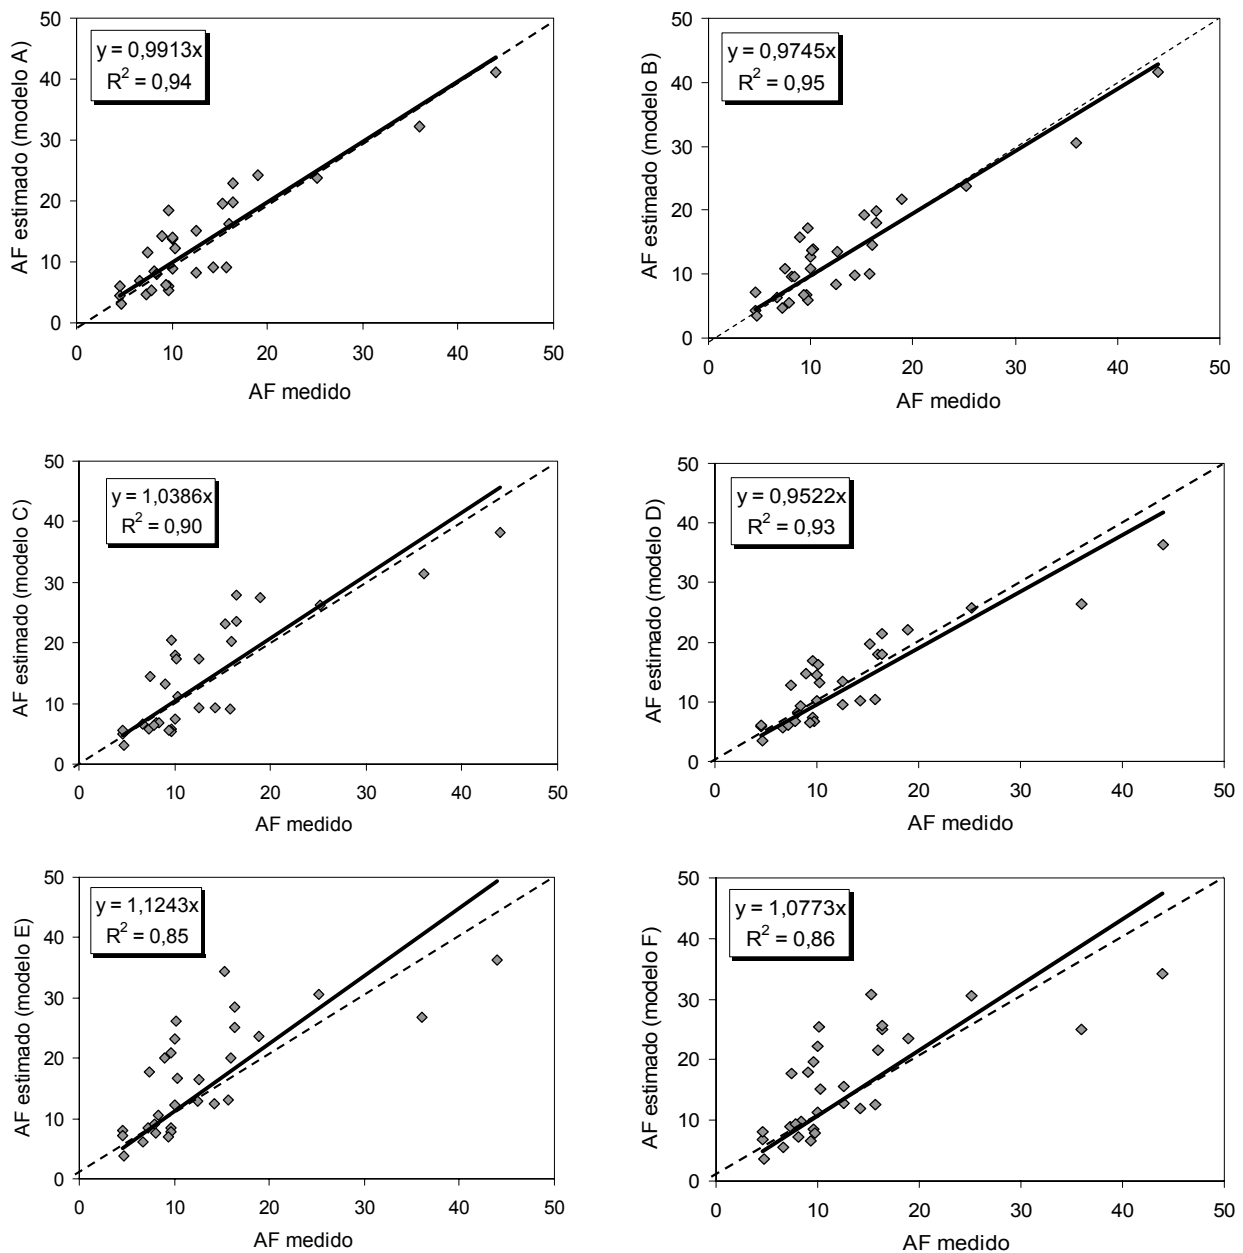 50
40
30
20
10
0
AF estimado (modelo A)
y = 0,9913x
R² = 0,94
0 10 20 30 40 50
AF medido
50
40
30
20
10
0
AF estimado (modelo B)
y = 0,9745x
R² = 0,95
0 10 20 30 40 50
AF medido
50
40
30
20
10
0
AF estimado (modelo C)
y = 1,0386x
R² = 0,90
0 10 20 30 40 50
AF medido
50
40
30
20
10
0
AF estimado (modelo D)
y = 0,9522x
R² = 0,93
0 10 20 30 40 50
AF medido
50
40
30
20
10
0
AF estimado (modelo E)
y = 1,1243x
R² = 0,85
0 10 20 30 40 50
AF medido
50
40
30
20
10
0
AF estimado (modelo F)
y = 1,0773x
R² = 0,86
0 10 20 30 40 50
AF medido